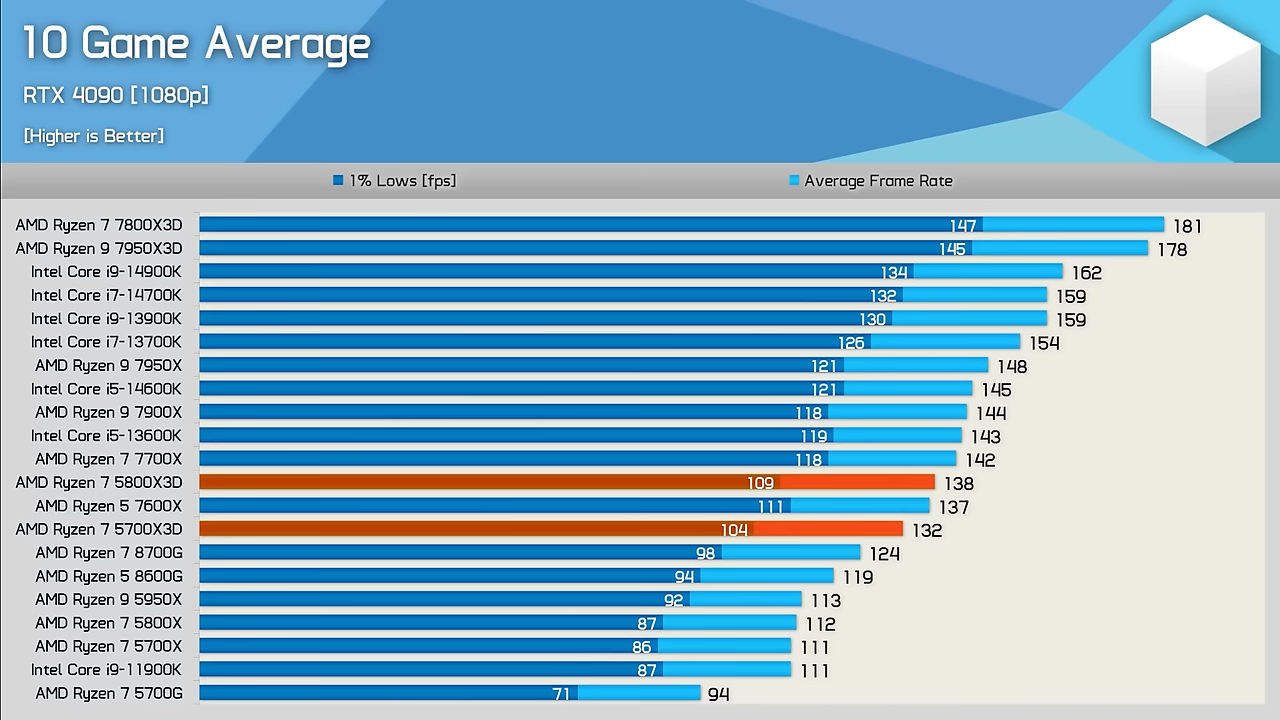 10 Game Average
RTX 4090 [1080p]
[Higher is Better]
1% Lows [fps] Average Frame Rate
AMD Ryzen 7 7800X3D 147 181
AMD Ryzen 9 7950X3D 145 178
Intel Core i9-14900K 134 162
Intel Core i7-14700K 132 159
Intel Core i9-13900K 130 159
Intel Core i7-13700K 126 154
AMD Ryzen 9 7950X 121 148
Intel Core i5-14600K 121 145
AMD Ryzen 9 7900X 118 144
Intel Core i5-13600K 119 143
AMD Ryzen 7 7700X 118 142
AMD Ryzen 7 5800X3D 109 138
AMD Ryzen 5 7600X 111 137
AMD Ryzen 7 5700X3D 104 132
AMD Ryzen 7 8700G 98 124
AMD Ryzen 5 8600G 94 119
AMD Ryzen 9 5950X 92 113
AMD Ryzen 7 5800X 87 112
AMD Ryzen 7 5700X 86 111
Intel Core i9-11900K 87 111
AMD Ryzen 7 5700G 71 94